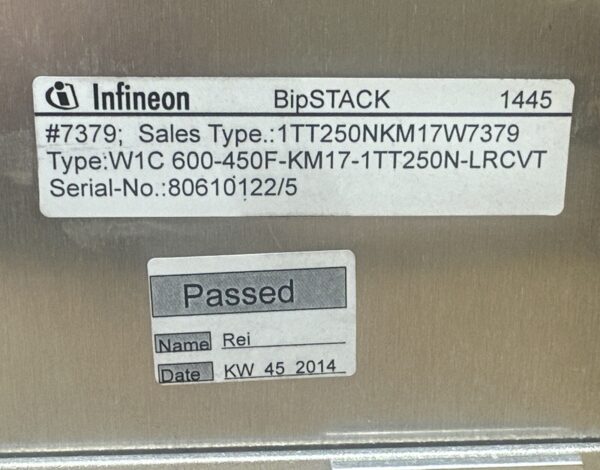 Infineon BipSTACK 1445
#7379; Sales Type.:1TT250NKM17W7379
Type:W1C 600-450F-KM17-1TT250N-LRCVT
Serial-No.:80610122/5
Passed
Name Rei
Date KW 45 2014